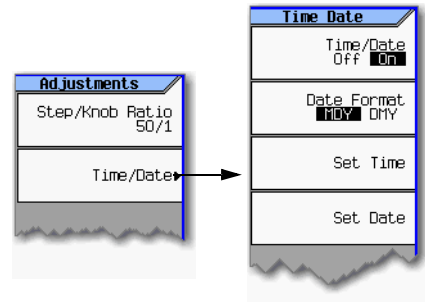 Adjustments
Step/Knob Ratio
50/1
Time/Date
Time Date
Time/Date
Off On
Date Format
MDY DMY
Set Time
Set Date